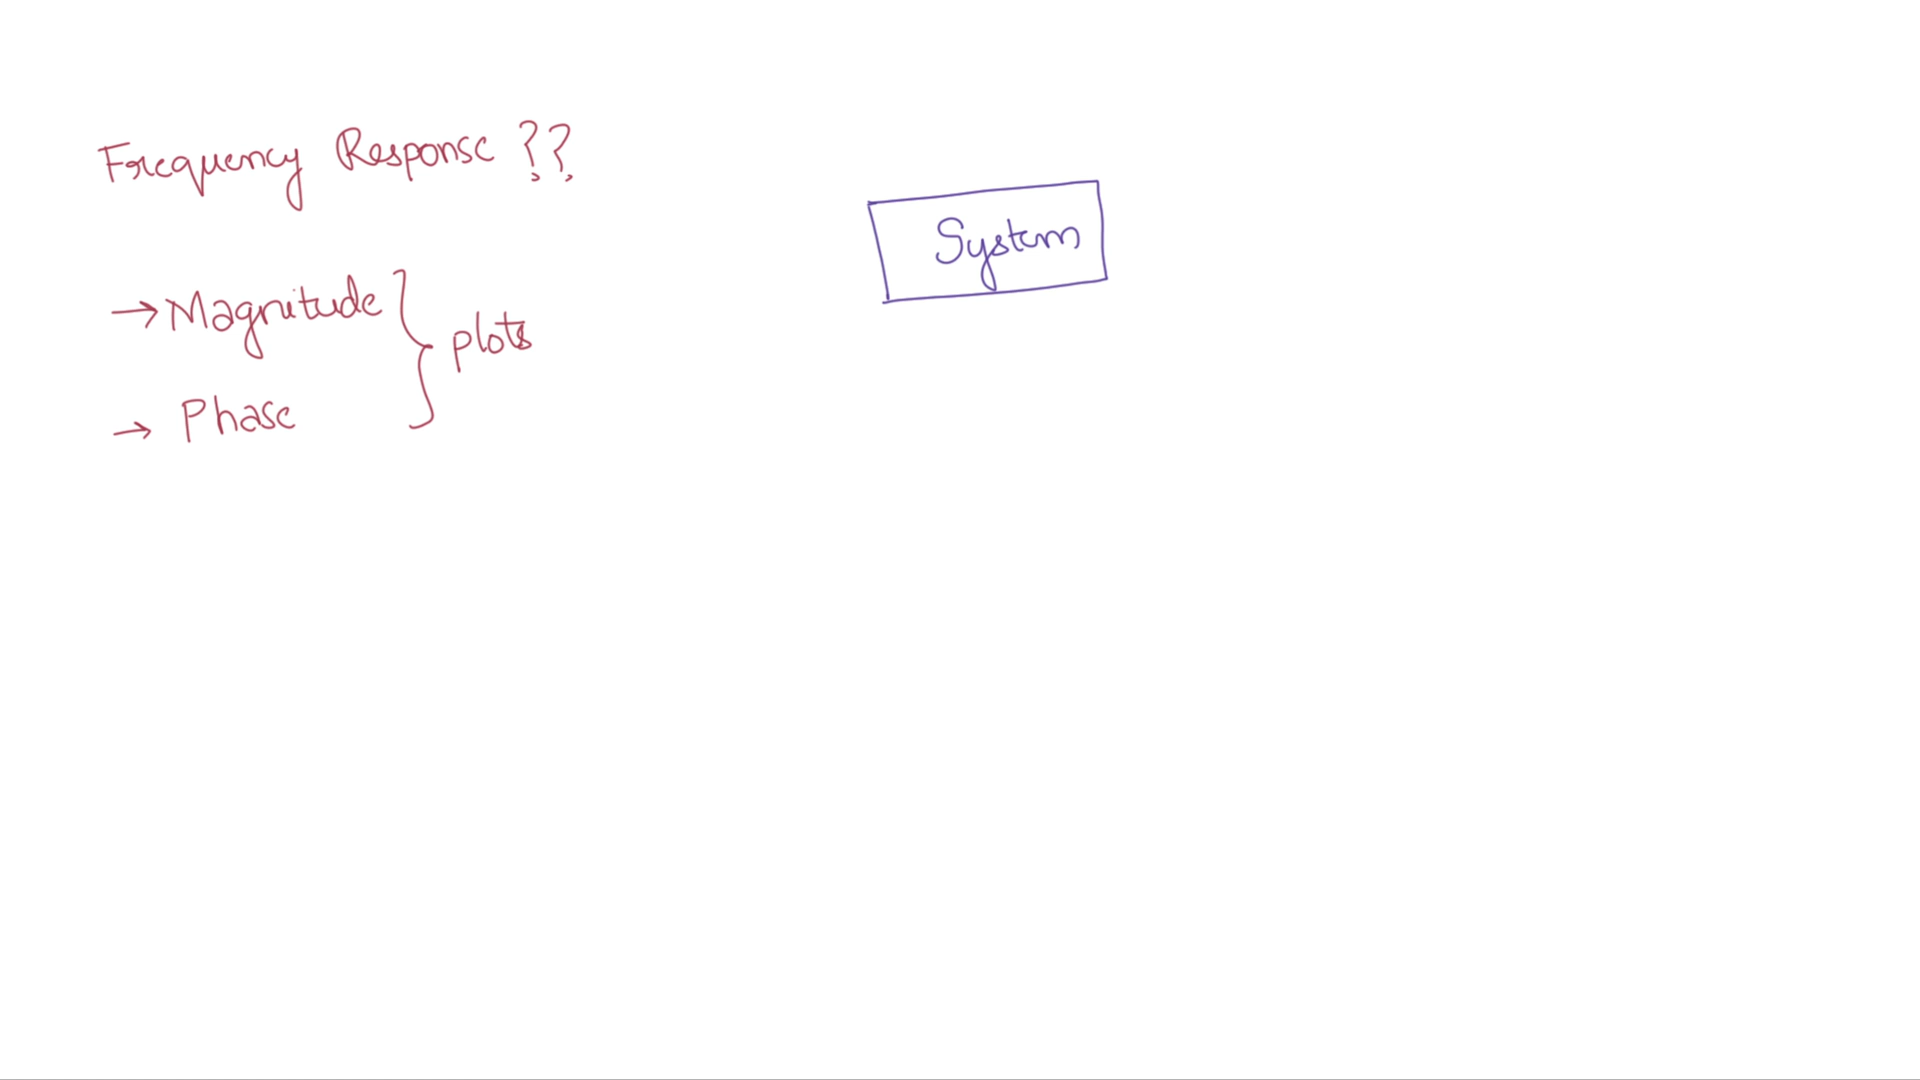 Frequency Response ??
System
→ Magnitude
plots
→ Phase